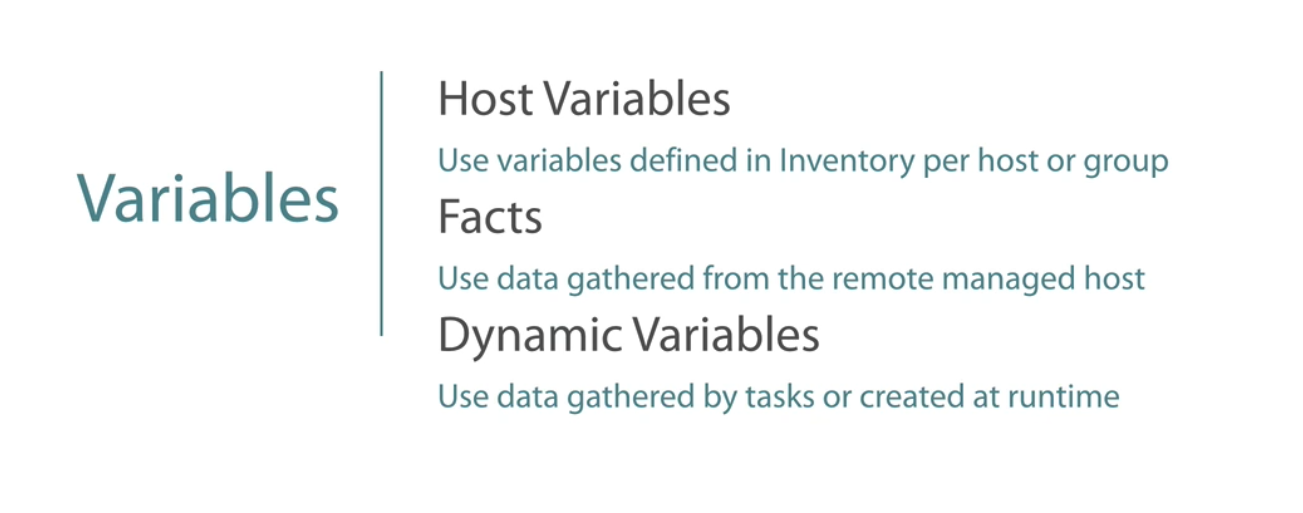 Variables
Host Variables
Use variables defined in Inventory per host or group
Facts
Use data gathered from the remote managed host
Dynamic Variables
Use data gathered by tasks or created at runtime